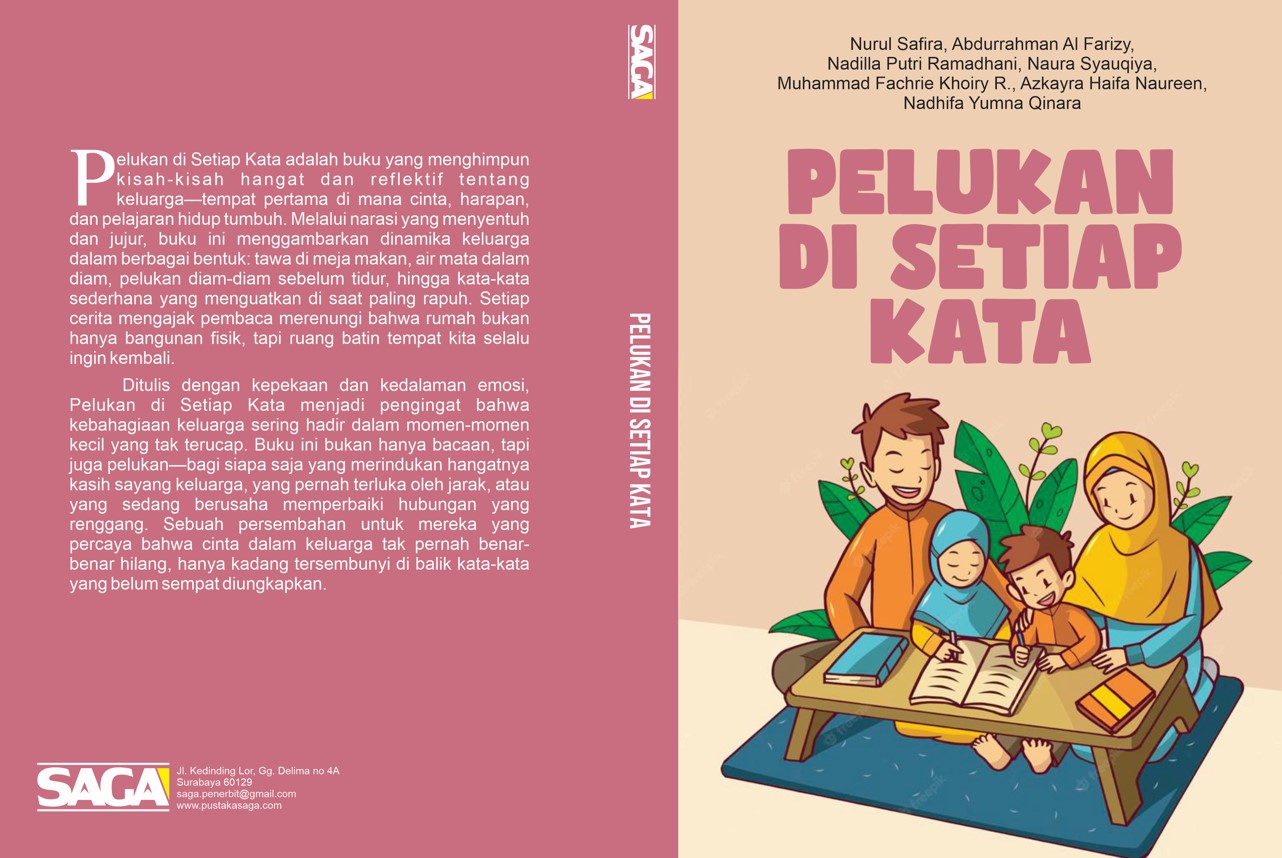 Pelukan di Setiap Kata adalah buku yang menghimpun
kisah-kisah hangat dan reflektif tentang
keluarga—tempat pertama di mana cinta, harapan,
dan pelajaran hidup tumbuh. Melalui narasi yang menyentuh
dan jujur, buku ini menggambarkan dinamika keluarga
dalam berbagai bentuk: tawa di meja makan, air mata dalam
diam, pelukan diam-diam sebelum tidur, hingga kata-kata
sederhana yang menguatkan di saat paling rapuh. Setiap
cerita mengajak pembaca merenungi bahwa rumah bukan
hanya bangunan fisik, tapi ruang batin tempat kita selalu
ingin kembali.
Ditulis dengan kepekaan dan kedalaman emosi,
Pelukan di Setiap Kata menjadi pengingat bahwa
kebahagiaan keluarga sering hadir dalam momen-momen
kecil yang tak terucap. Buku ini bukan hanya bacaan, tapi
juga pelukan—bagi siapa saja yang merindukan hangatnya
kasih sayang keluarga, yang pernah terluka oleh jarak, atau
yang sedang berusaha memperbaiki hubungan yang
renggang. Sebuah persembahan untuk mereka yang
percaya bahwa cinta dalam keluarga tak pernah benar-
benar hilang, hanya kadang tersembunyi di balik kata-kata
yang belum sempat diungkapkan.
SAGA
Jl. Kedinding Lor, Gg. Delima no 4A
Surabaya 60129
saga.penerbit@gmail.com
www.pustakasaga.com
SAGA
PELUKAN DI SETIAP KATA
Nurul Safira, Abdurrahman Al Farizy,
Nadilla Putri Ramadhani, Naura Syauqiya,
Muhammad Fachrie Khoiry R., Azkayra Haifa Naureen,
Nadhifa Yumna Qinara
PELUKAN
DI SETIAP
KATA